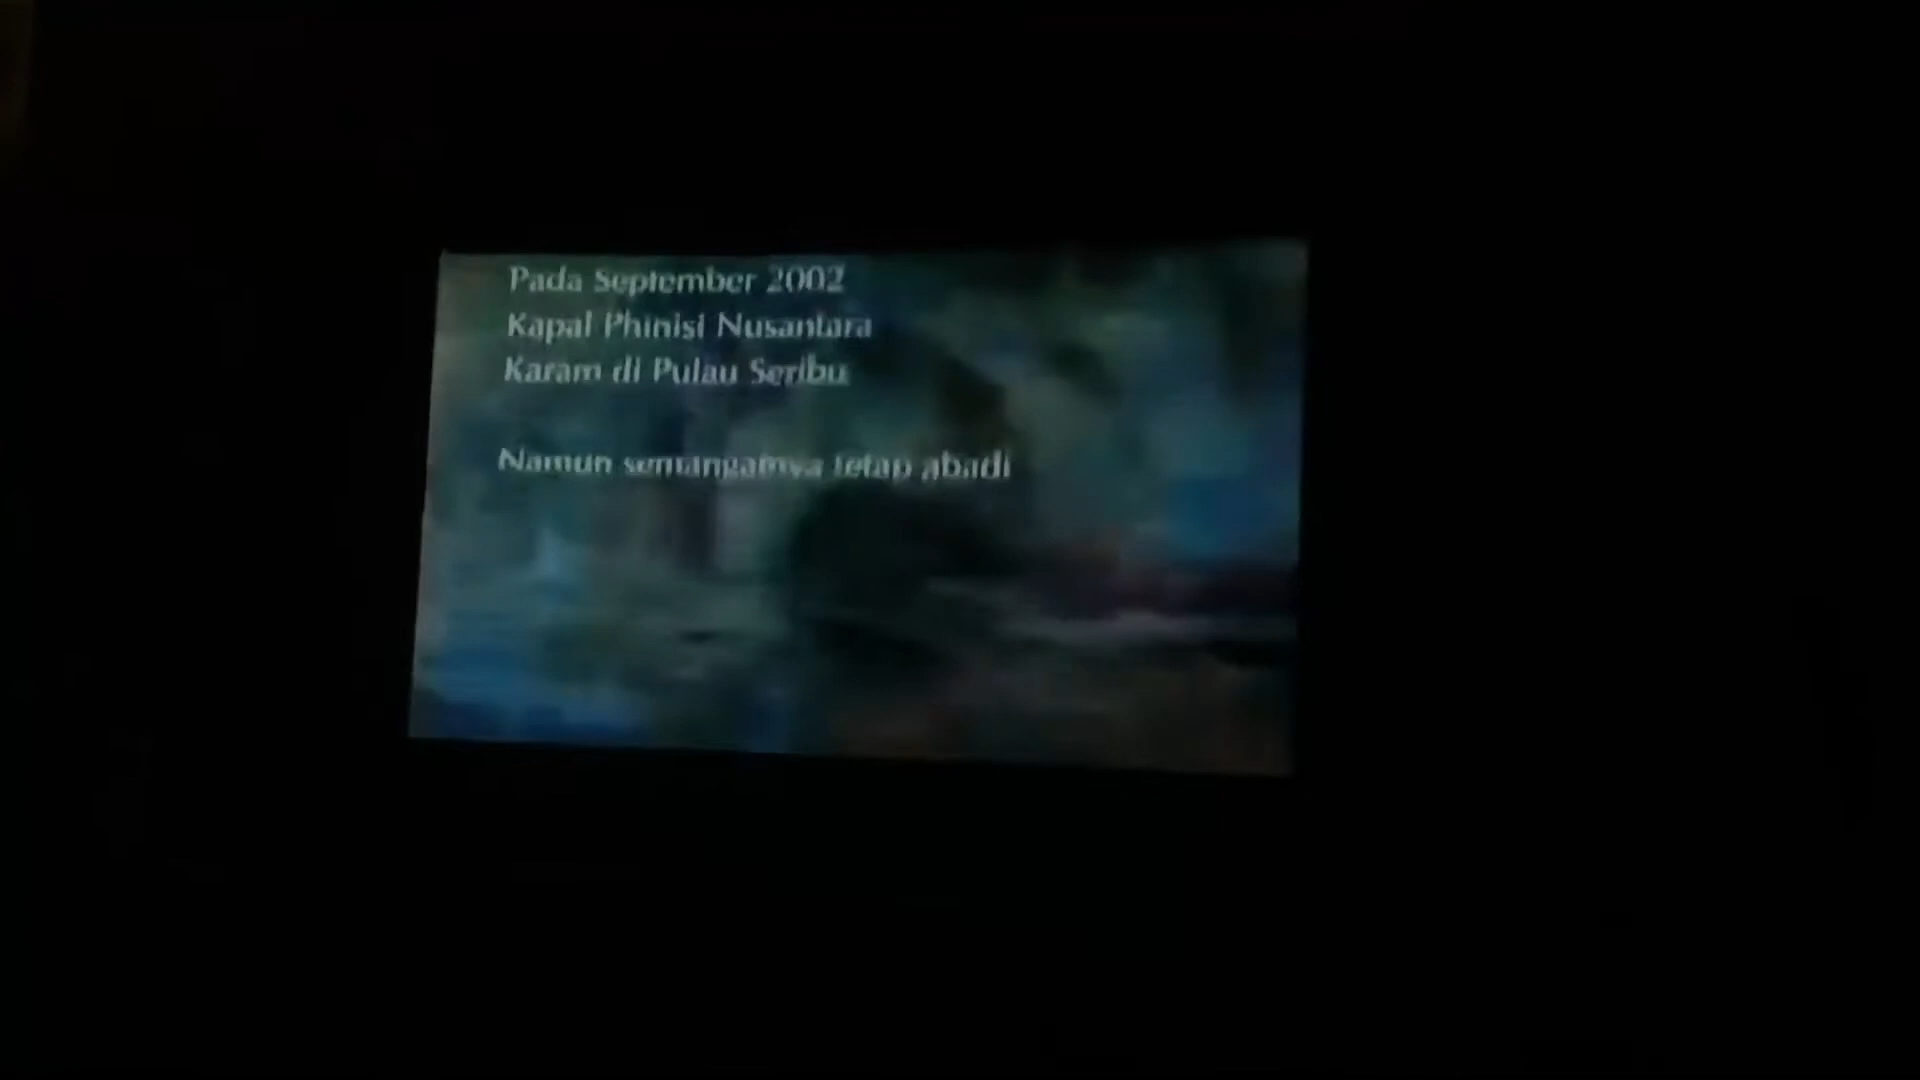 Pada September 2002
Kapal Phinisi Nusantara
Karam di Pulau Seribu
Namun semangatnya tetap abadi